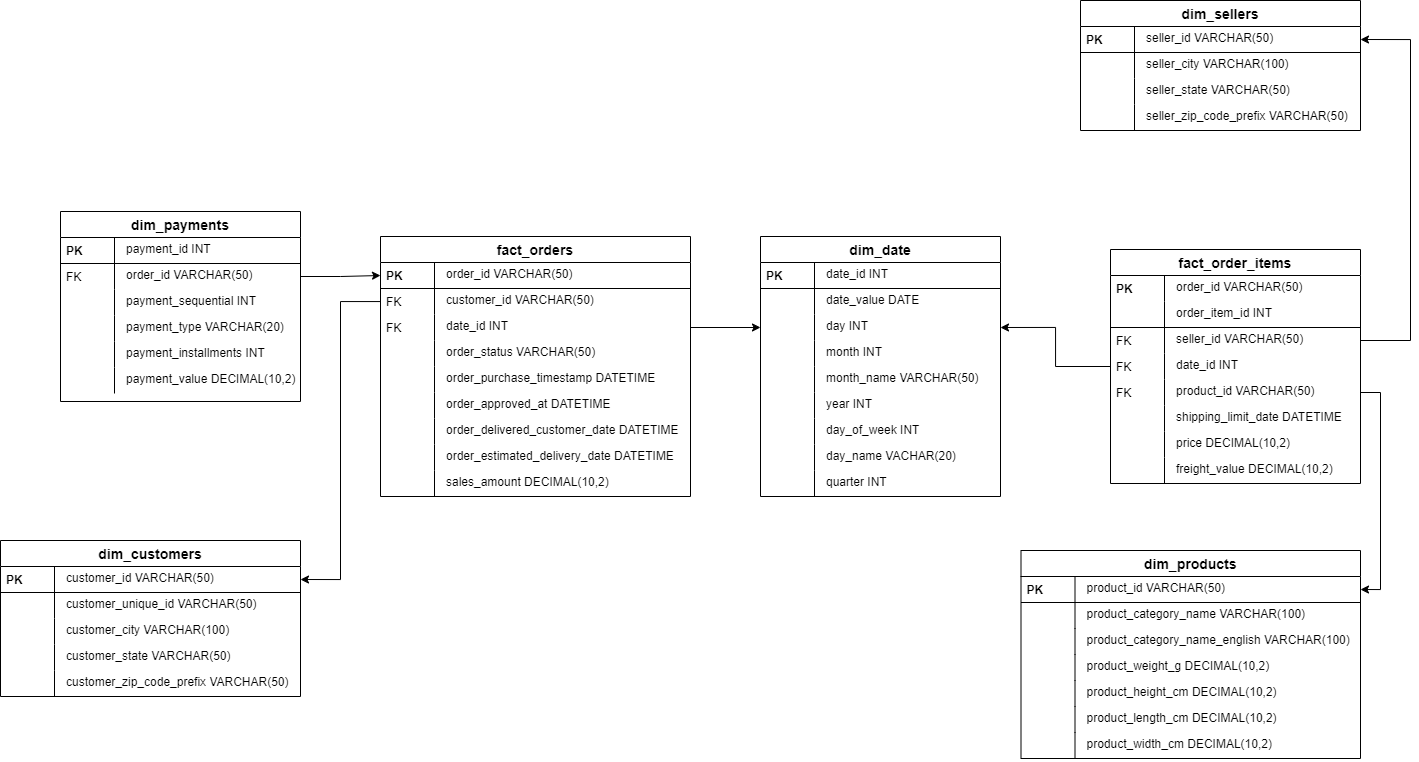 dim_sellers
PK seller_id VARCHAR(50)
seller_city VARCHAR(100)
seller_state VARCHAR(50)
seller_zip_code_prefix VARCHAR(50)
dim_payments
PK payment_id INT
FK order_id VARCHAR(50)
payment_sequential INT
payment_type VARCHAR(20)
payment_installments INT
payment_value DECIMAL(10,2)
fact_orders
PK order_id VARCHAR(50)
FK customer_id VARCHAR(50)
FK date_id INT
order_status VARCHAR(50)
order_purchase_timestamp DATETIME
order_approved_at DATETIME
order_delivered_customer_date DATETIME
order_estimated_delivery_date DATETIME
sales_amount DECIMAL(10,2)
dim_date
PK date_id INT
date_value DATE
day INT
month INT
month_name VARCHAR(50)
year INT
day_of_week INT
day_name VACHAR(20)
quarter INT
fact_order_items
PK order_id VARCHAR(50)
order_item_id INT
FK seller_id VARCHAR(50)
FK date_id INT
FK product_id VARCHAR(50)
shipping_limit_date DATETIME
price DECIMAL(10,2)
freight_value DECIMAL(10,2)
dim_customers
PK customer_id VARCHAR(50)
customer_unique_id VARCHAR(50)
customer_city VARCHAR(100)
customer_state VARCHAR(50)
customer_zip_code_prefix VARCHAR(50)
dim_products
PK product_id VARCHAR(50)
product_category_name VARCHAR(100)
product_category_name_english VARCHAR(100)
product_weight_g DECIMAL(10,2)
product_height_cm DECIMAL(10,2)
product_length_cm DECIMAL(10,2)
product_width_cm DECIMAL(10,2)